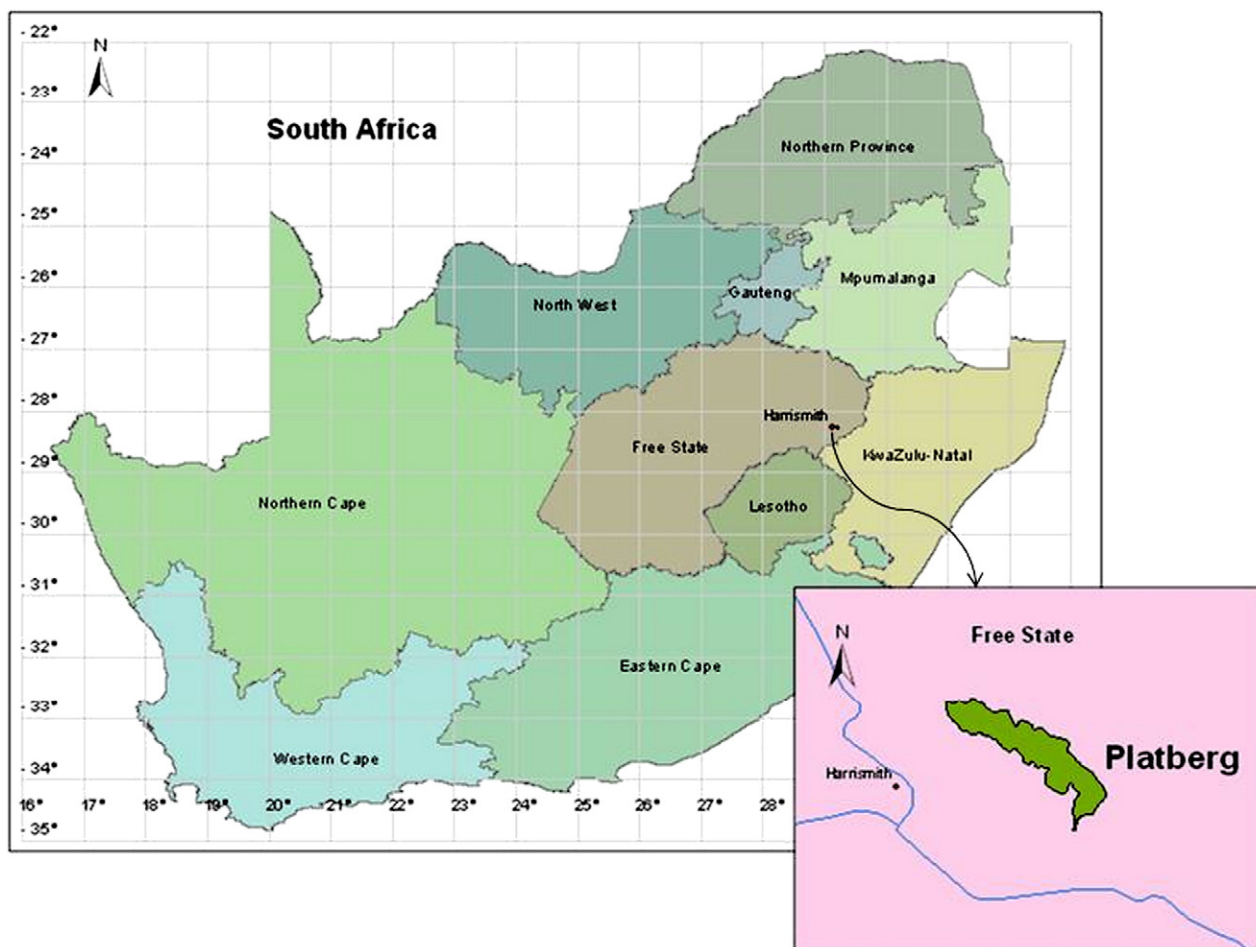 - 22°
N
- 23°
South Africa
- 24°
Northern Province
- 25°
- 26°
Mpumalanga
Gauteng
North West
- 27°
- 28°
Harrismith
Free State
KwaZulu-Natal
- 29°
Northern Cape
Lesotho
- 30°
- 31°
- 32°
Eastern Cape
- 33°
Western Cape
- 34°
16° 17° 18° 19° 20° 21° 22° 23° 24° 25° 26° 27° 28°
- 35°
N
Free State
Platberg
Harrismith